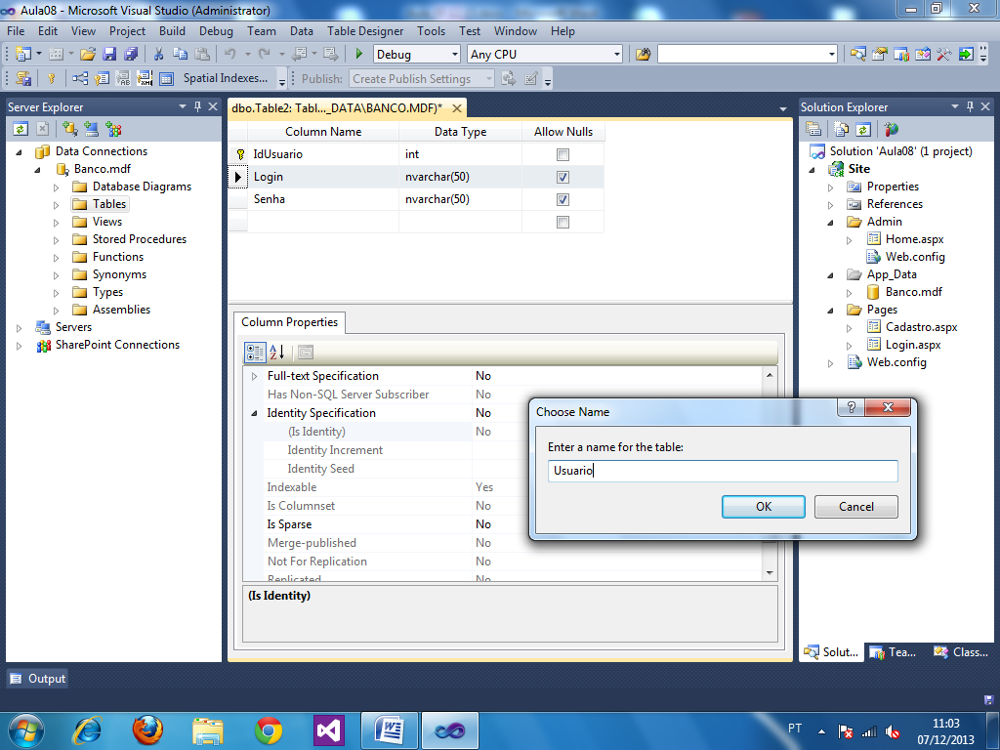 Aula08 - Microsoft Visual Studio (Administrator)
File Edit View Project Build Debug Team Data Table Designer Tools Test Window Help
Debug Any CPU
Spatial Indexes... Publish: Create Publish Settings
Server Explorer
Data Connections
Banco.mdf
Database Diagrams
Tables
Views
Stored Procedures
Functions
Synonyms
Types
Assemblies
Servers
SharePoint Connections
dbo.Table2: Tabl..._DATA\BANCO.MDF)*
Column Name Data Type Allow Nulls
IdUsuario int
Login nvarchar(50)
Senha nvarchar(50)
Column Properties
Full-text Specification No
Has Non-SQL Server Subscriber No
Identity Specification No
(Is Identity) No
Identity Increment
Identity Seed
Indexable Yes
Is Columnset No
Is Sparse No
Merge-published No
Not For Replication No
Replicated No
(Is Identity)
Choose Name
Enter a name for the table:
Usuario
OK Cancel
Solution Explorer
Solution 'Aula08' (1 project)
Site
Properties
References
Admin
Home.aspx
Web.config
App_Data
Banco.mdf
Pages
Cadastro.aspx
Login.aspx
Web.config
Solut... Tea... Class...
Output
PT
11:03
07/12/2013